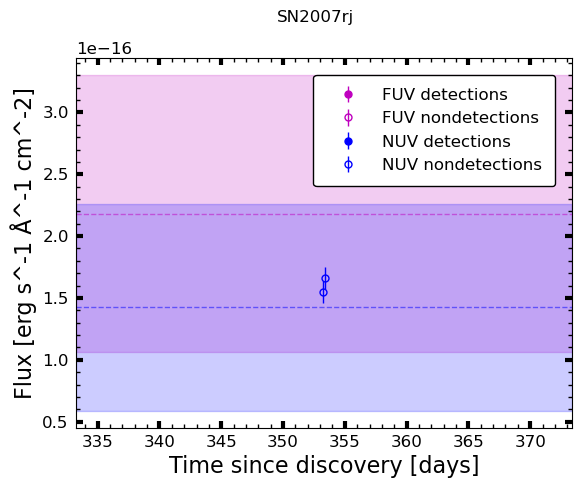 SN2007rj
1e−16
FUV detections
FUV nondetections
NUV detections
NUV nondetections
3.0
2.5
2.0
1.5
1.0
0.5
Flux [erg s^-1 Å^-1 cm^-2]
335 340 345 350 355 360 365 370
Time since discovery [days]